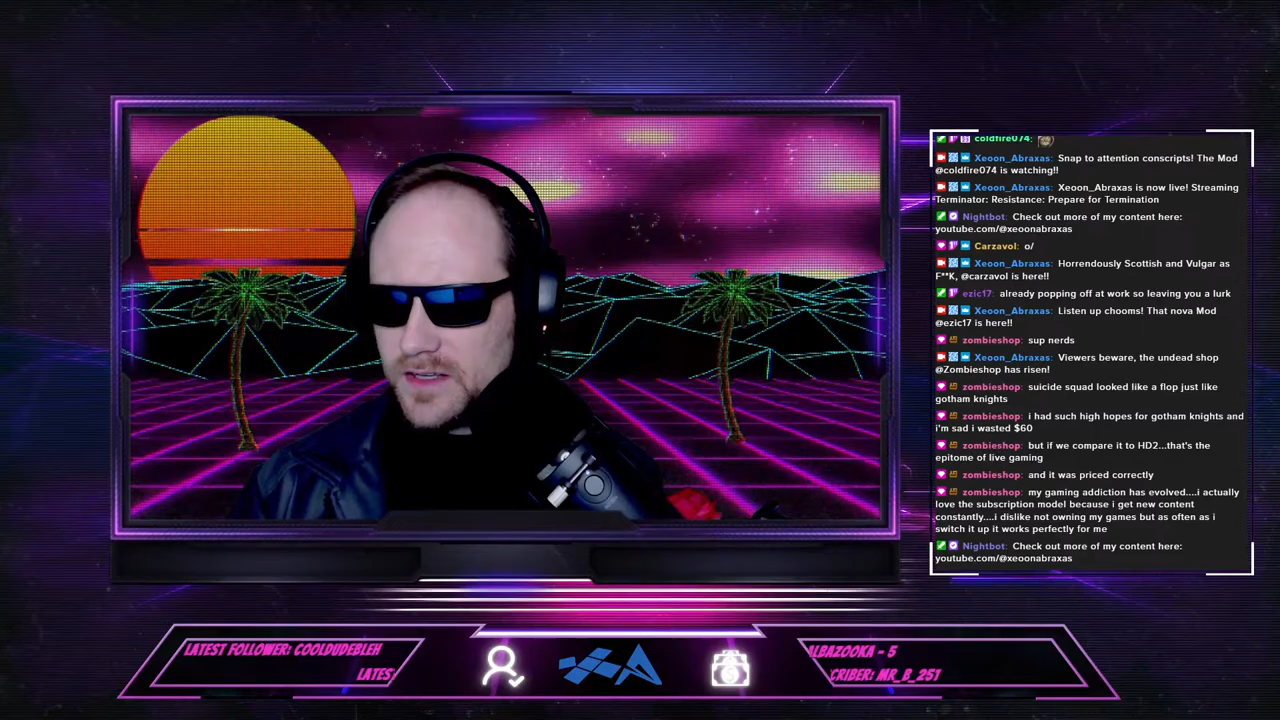 coldfire074:
Xeoon_Abraxas: Snap to attention conscripts! The Mod
@coldfire074 is watching!!
Xeoon_Abraxas: Xeoon_Abraxas is now live! Streaming
Terminator: Resistance: Prepare for Termination
Nightbot: Check out more of my content here:
youtube.com/@xeoonabraxas
Carzavol: o/
Xeoon_Abraxas: Horrendously Scottish and Vulgar as
F**K, @carzavol is here!!
ezic17: already popping off at work so leaving you a lurk
Xeoon_Abraxas: Listen up chooms! That nova Mod
@ezic17 is here!!
zombieshop: sup nerds
Xeoon_Abraxas: Viewers beware, the undead shop
@Zombieshop has risen!
zombieshop: suicide squad looked like a flop just like
gotham knights
zombieshop: i had such high hopes for gotham knights and
i'm sad i wasted $60
zombieshop: but if we compare it to HD2...that's the
epitome of live gaming
zombieshop: and it was priced correctly
zombieshop: my gaming addiction has evolved....i actually
love the subscription model because i get new content
constantly....i dislike not owning my games but as often as i
switch it up it works perfectly for me
Nightbot: Check out more of my content here:
youtube.com/@xeoonabraxas
LATEST FOLLOWER: COOLDUDEBLEH
LATES
LBAZOOKA - 5
CRIBER: MR_B_251